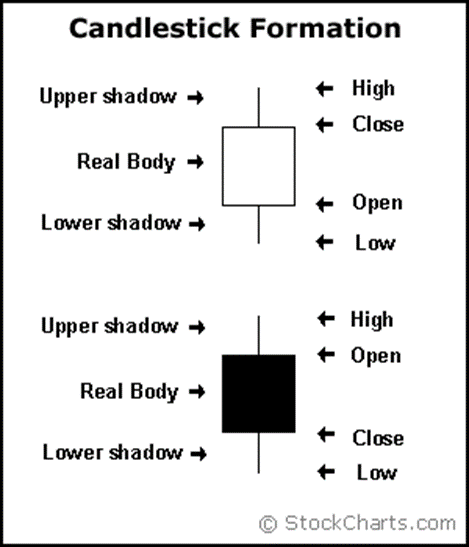 Candlestick Formation
Upper shadow → ← High
← Close
Real Body →
← Open
Lower shadow →
← Low
Upper shadow → ← High
← Open
Real Body →
← Close
Lower shadow →
← Low
© StockCharts.com